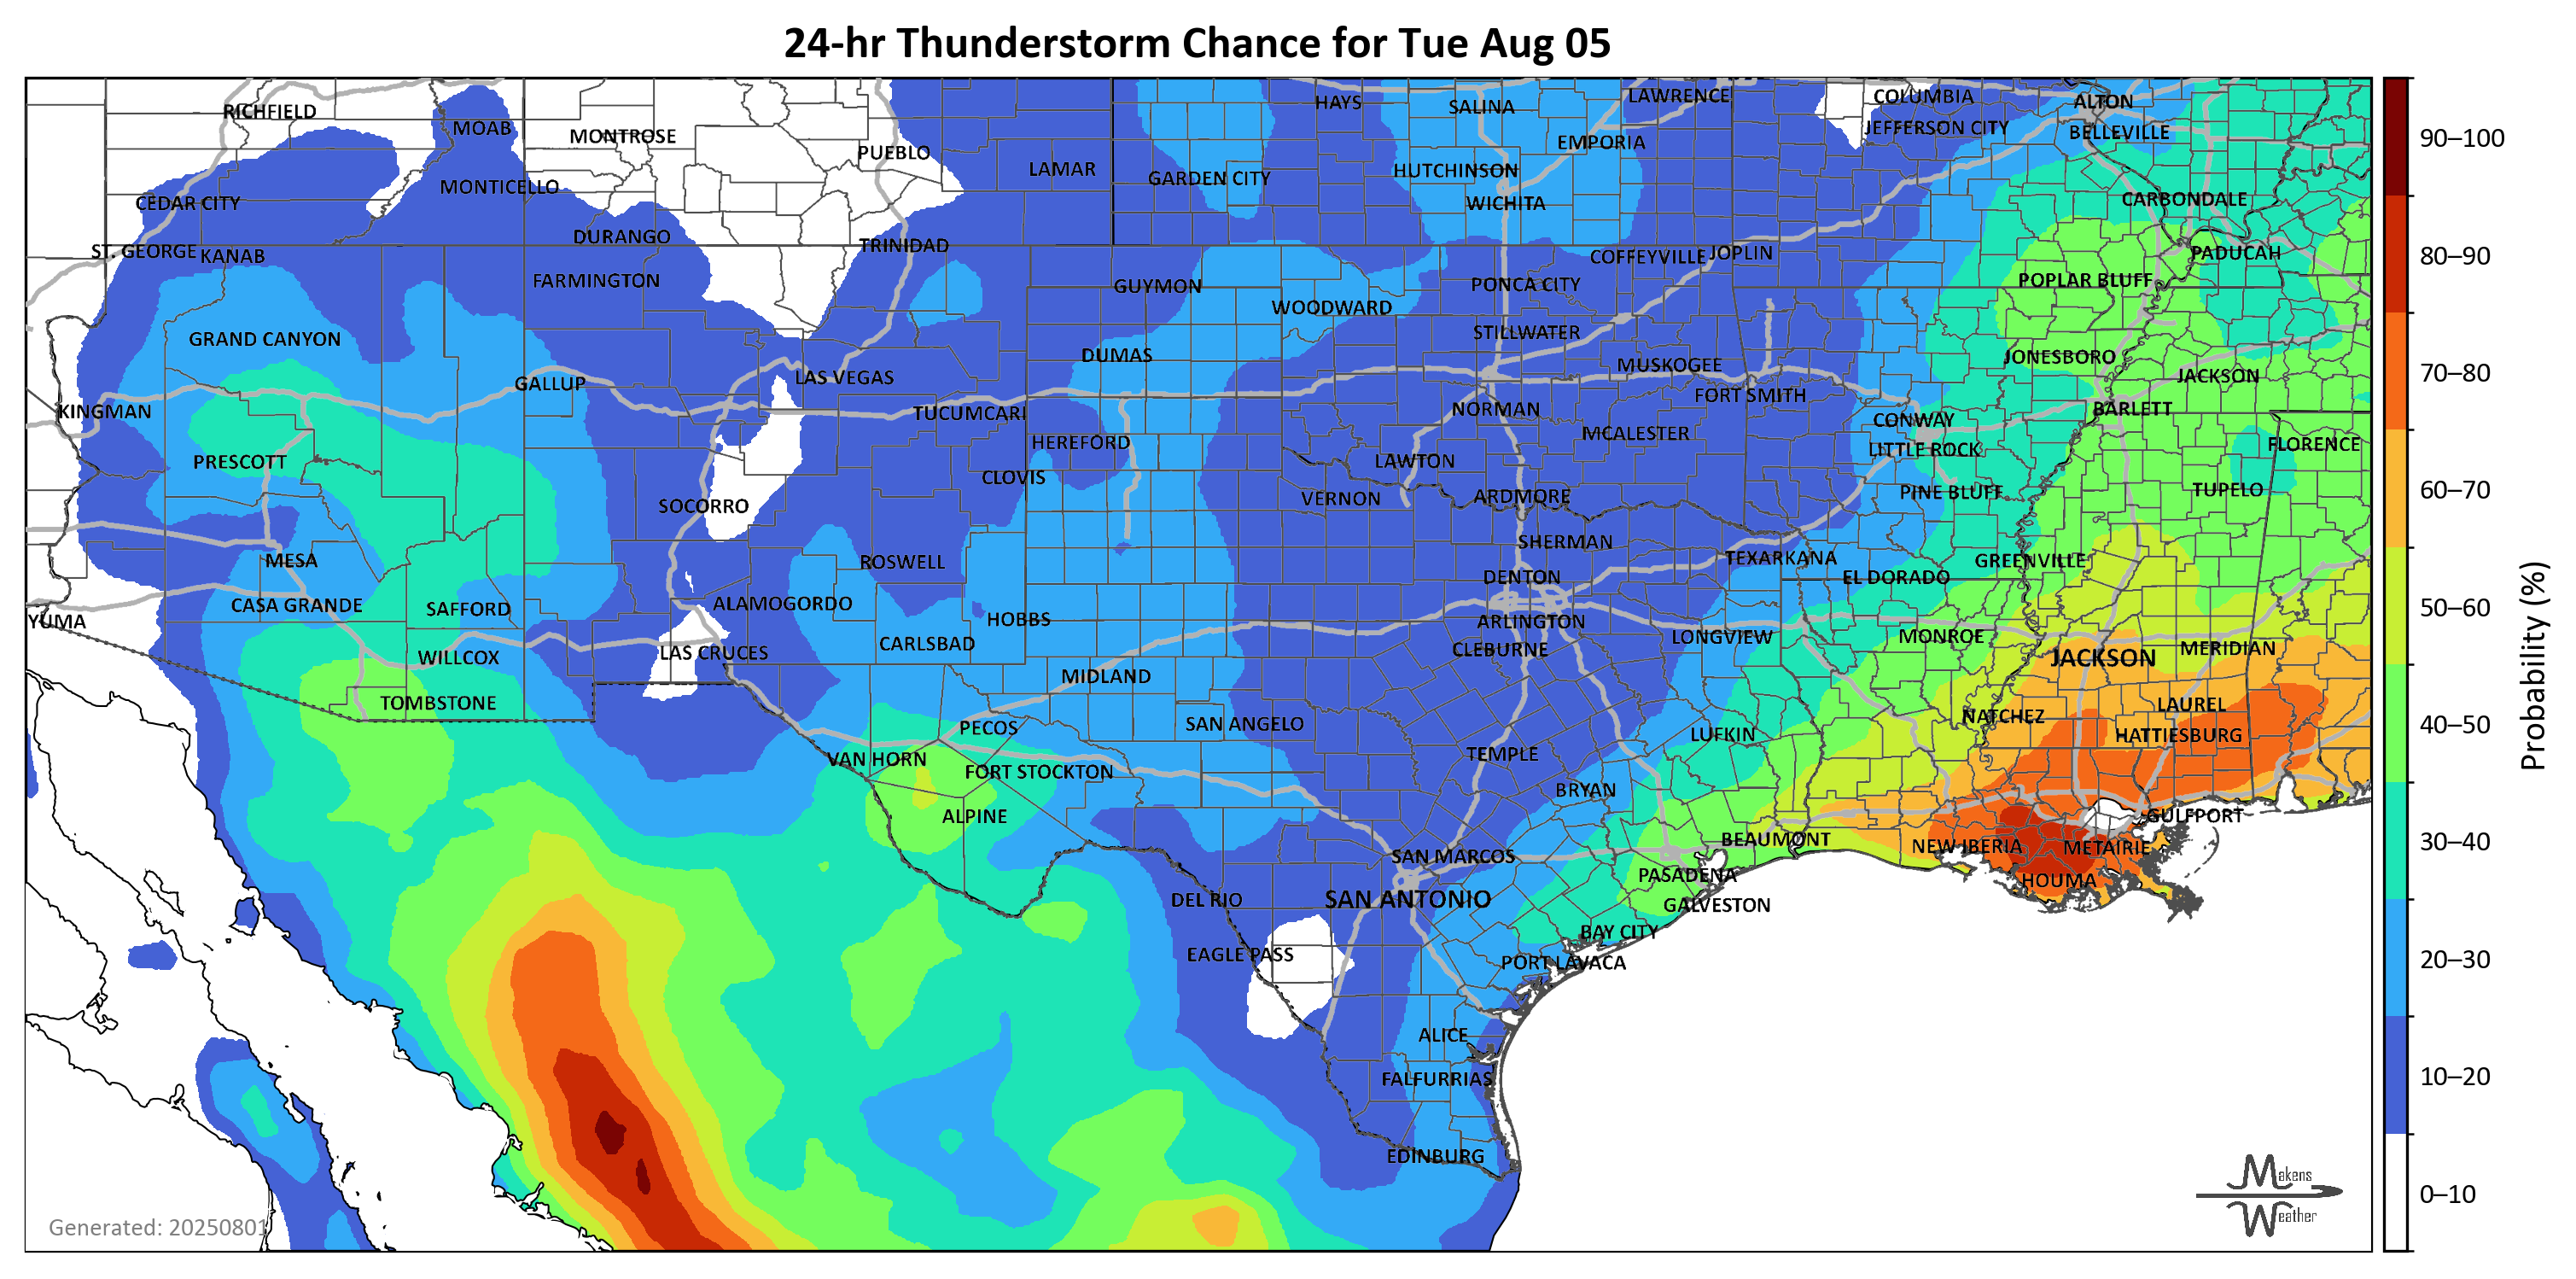 24-hr Thunderstorm Chance for Tue Aug 05
RICHFIELD
MOAB
MONTROSE
PUEBLO
LAMAR
HAYS
SALINA
LAWRENCE
COLUMBIA
ALTON
90–100
MONTICELLO
GARDEN CITY
HUTCHINSON
EMPORIA
JEFFERSON CITY
BELLEVILLE
CEDAR CITY
WICHITA
CARBONDALE
ST. GEORGE
KANAB
DURANGO
TRINIDAD
COFFEYVILLE
JOPLIN
PADUCAH
80–90
FARMINGTON
GUYMON
WOODWARD
PONCA CITY
POPLAR BLUFF
GRAND CANYON
DUMAS
STILLWATER
MUSKOGEE
JONESBORO
JACKSON
70–80
KINGMAN
GALLUP
LAS VEGAS
TUCUMCARI
NORMAN
FORT SMITH
CONWAY
BARLETT
PRESCOTT
HEREFORD
LAWTON
MCALESTER
LITTLE ROCK
FLORENCE
SOCORRO
CLOVIS
VERNON
ARDMORE
PINE BLUFF
TUPELO
60–70
MESA
ROSWELL
SHERMAN
TEXARKANA
GREENVILLE
CASA GRANDE
SAFFORD
ALAMOGORDO
DENTON
EL DORADO
50–60
YUMA
HOBBS
ARLINGTON
LONGVIEW
MONROE
WILLCOX
LAS CRUCES
CARLSBAD
CLEBURNE
JACKSON
MERIDIAN
Probability (%)
TOMBSTONE
MIDLAND
NATCHEZ
LAUREL
PECOS
SAN ANGELO
LUFKIN
HATTIESBURG
40–50
VAN HORN
FORT STOCKTON
TEMPLE
BRYAN
ALPINE
GULFPORT
SAN MARCOS
BEAUMONT
NEW IBERIA
METAIRIE
30–40
DEL RIO
SAN ANTONIO
PASADENA
HOUMA
GALVESTON
EAGLE PASS
BAY CITY
PORT LAVACA
20–30
ALICE
FALFURRIAS
10–20
EDINBURG
Makens
Weather
0–10
Generated: 20250801